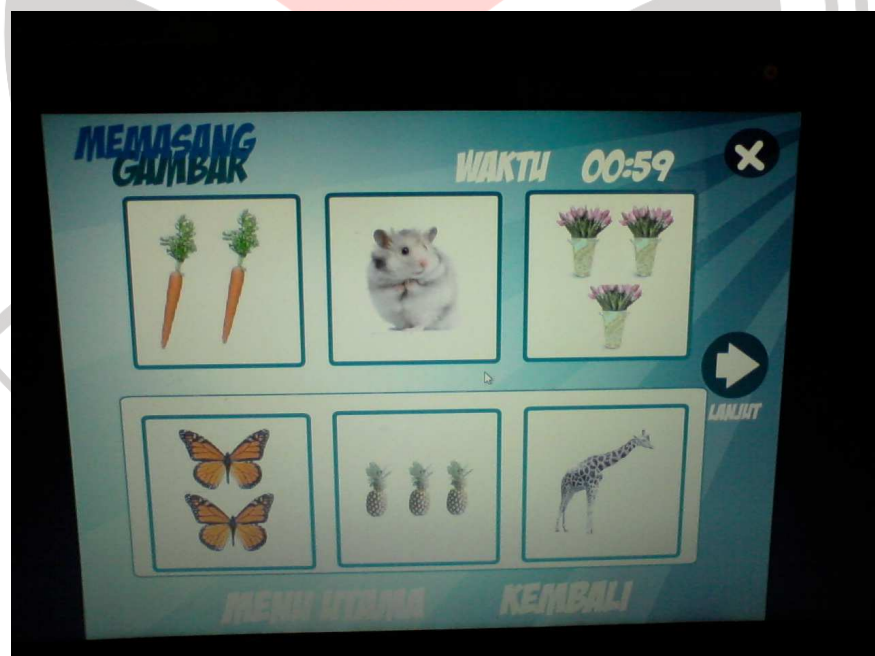 MEMASANG
GAMBAR
WAKTU 00:59
LANJUT
MENU UTAMA
KEMBALI